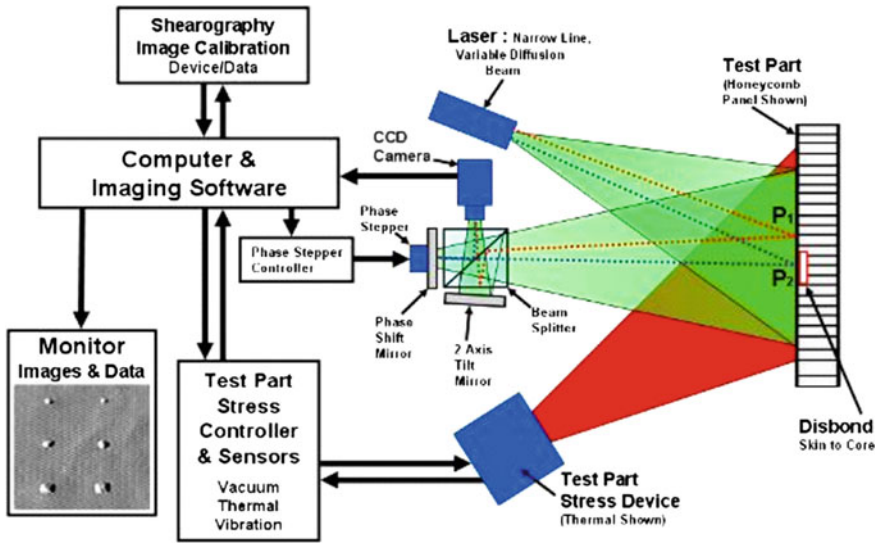 Shearography
Image Calibration
Device/Data
Computer &
Imaging Software
Phase Stepper
Controller
Monitor
Images & Data
Test Part
Stress
Controller
& Sensors
Vacuum
Thermal
Vibration
CCD
Camera
Phase
Stepper
Phase
Shift
Mirror
2 Axis
Tilt
Mirror
Beam
Splitter
Laser : Narrow Line,
Variable Diffusion
Beam
Test Part
(Honeycomb
Panel Shown)
P1
P2
Disbond
Skin to Core
Test Part
Stress Device
(Thermal Shown)